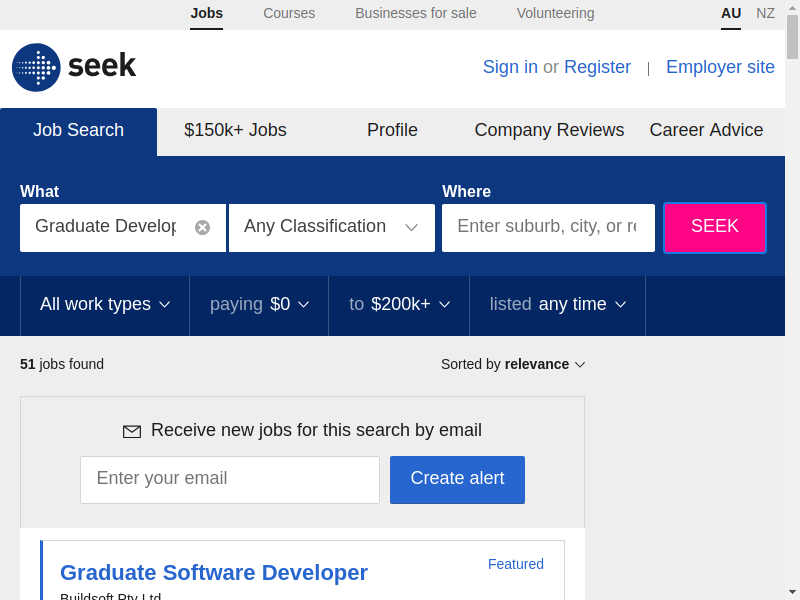 Jobs Courses Businesses for sale Volunteering AU NZ
seek
Sign in or Register | Employer site
Job Search $150k+ Jobs Profile Company Reviews Career Advice
What Where
Graduate Develop Any Classification Enter suburb, city, or re SEEK
All work types paying $0 to $200k+ listed any time
51 jobs found Sorted by relevance
Receive new jobs for this search by email
Enter your email Create alert
Graduate Software Developer Featured
Buildsoft Pty Ltd